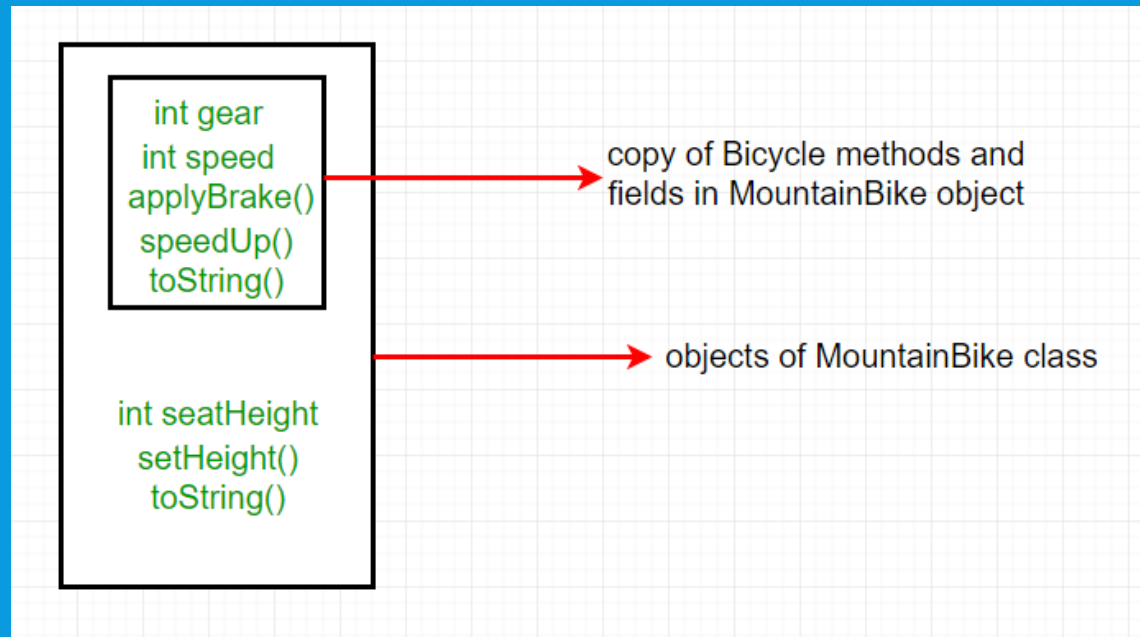 int gear
int speed
applyBrake()
speedUp()
toString()
copy of Bicycle methods and
fields in MountainBike object
objects of MountainBike class
int seatHeight
setHeight()
toString()